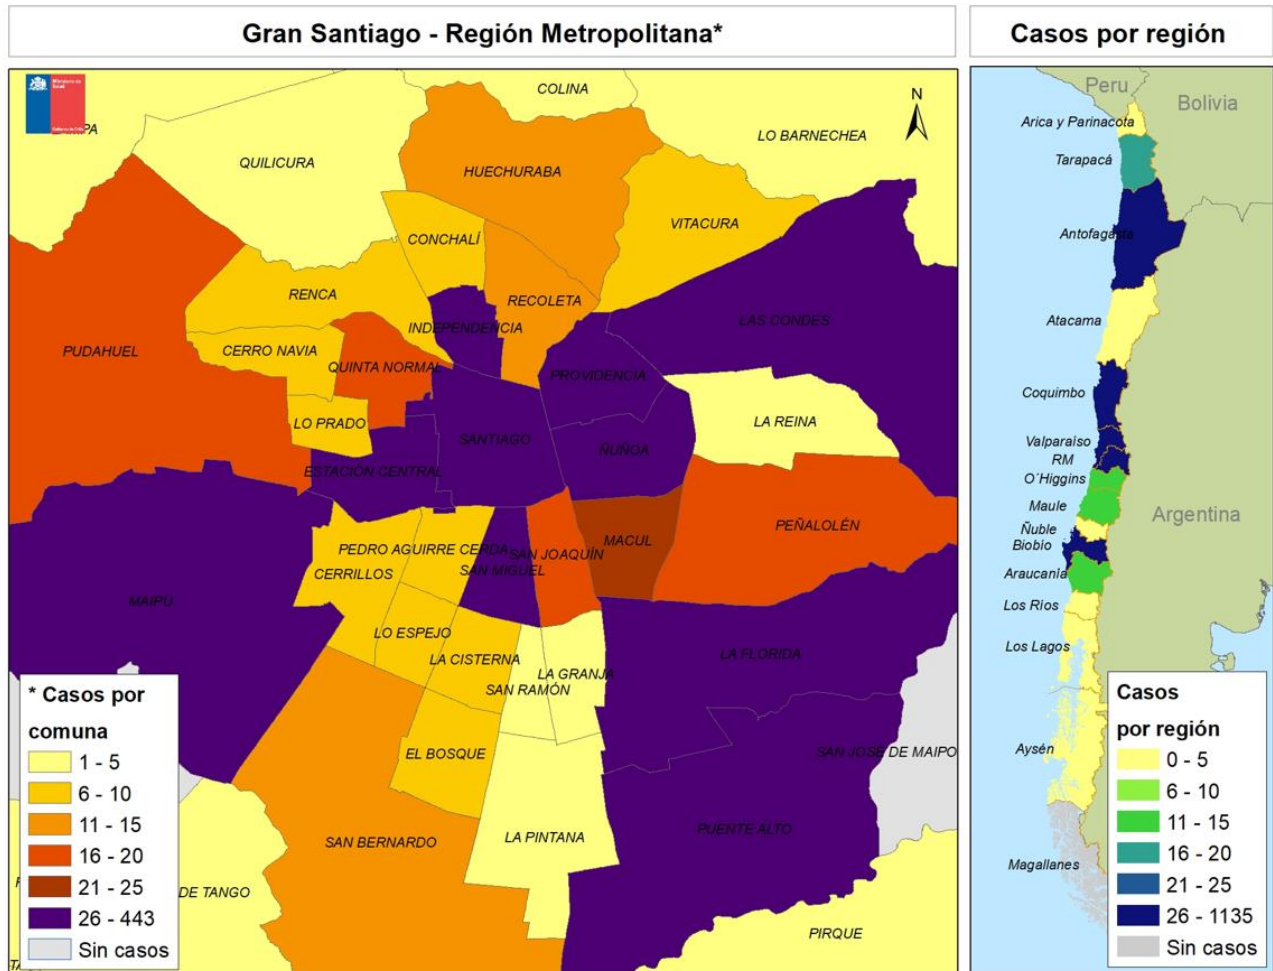 Gran Santiago - Región Metropolitana*
Casos por región
Ministerio de
Salud
Gobierno de Chile
COLINA
N
LO BARNECHEA
QUILICURA
HUECHURABA
VITACURA
CONCHALÍ
RENCA
RECOLETA
INDEPENDENCIA
LAS CONDES
PUDAHUEL
CERRO NAVIA
QUINTA NORMAL
PROVIDENCIA
LO PRADO
LA REINA
SANTIAGO
ÑUÑOA
ESTACIÓN CENTRAL
PEÑALOLÉN
MACUL
PEDRO AGUIRRE CERDA
SAN JOAQUÍN
SAN MIGUEL
CERRILLOS
MAIPU
LO ESPEJO
LA CISTERNA
LA FLORIDA
LA GRANJA
SAN RAMÓN
EL BOSQUE
SAN JOSE DE MAIPO
PUENTE ALTO
LA PINTANA
SAN BERNARDO
DE TANGO
PIRQUE
* Casos por
comuna
1 - 5
6 - 10
11 - 15
16 - 20
21 - 25
26 - 443
Sin casos
Peru
Bolivia
Arica y Parinacota
Tarapacá
Antofagasta
Atacama
Coquimbo
Valparaíso
RM
O´Higgins
Maule
Argentina
Ñuble
Biobío
Araucanía
Los Ríos
Los Lagos
Aysén
Magallanes
Casos
por región
0 - 5
6 - 10
11 - 15
16 - 20
21 - 25
26 - 1135
Sin casos